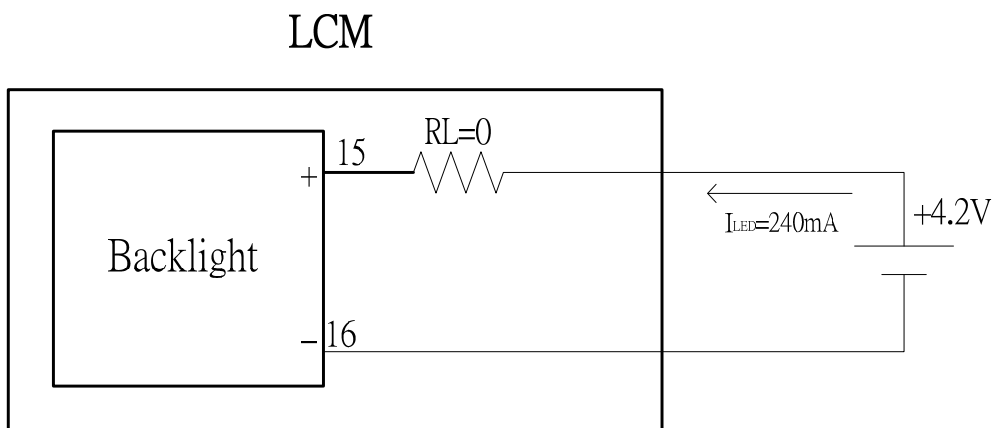 LCM
RL=0
15
+
+4.2V
ILED=240mA
Backlight
−
16